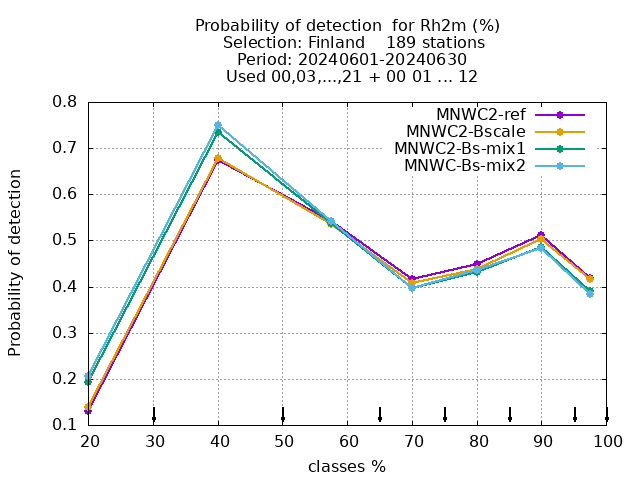 Probability of detection  for Rh2m (%)
Selection: Finland    189 stations
Period: 20240601-20240630
Used 00,03,...,21 + 00 01 ... 12
MNWC2-ref
MNWC2-Bscale
MNWC2-Bs-mix1
MNWC-Bs-mix2
Probability of detection
0.8
0.7
0.6
0.5
0.4
0.3
0.2
0.1
20 30 40 50 60 70 80 90 100
classes %